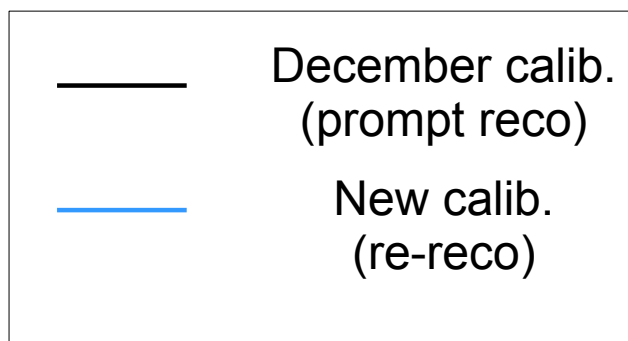 December calib.
(prompt reco)
New calib.
(re-reco)